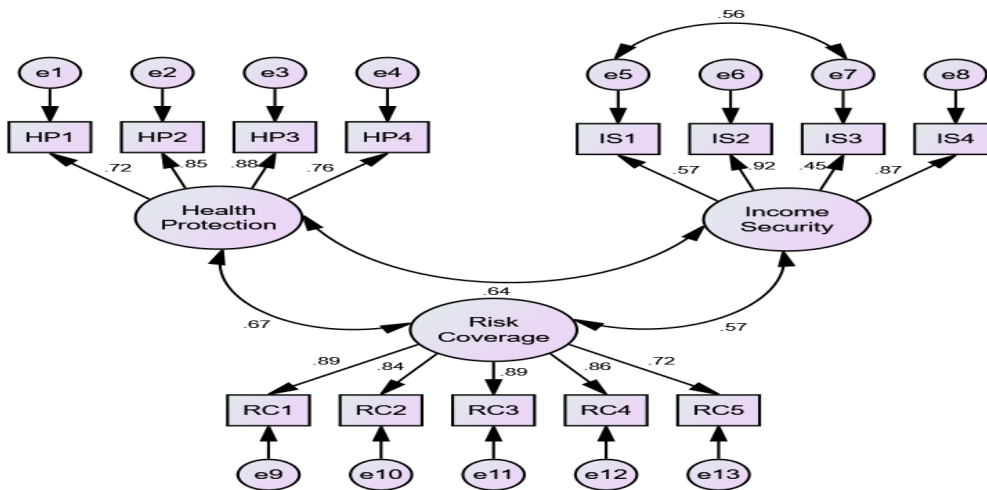 .56
e1 e2 e3 e4 e5 e6 e7 e8
HP1 HP2 HP3 HP4 IS1 IS2 IS3 IS4
.72 .85 .88 .76 .57 .92 .45 .87
Health
Protection
Income
Security
.64
.67 .57
Risk
Coverage
.89 .84 .89 .86 .72
RC1 RC2 RC3 RC4 RC5
e9 e10 e11 e12 e13